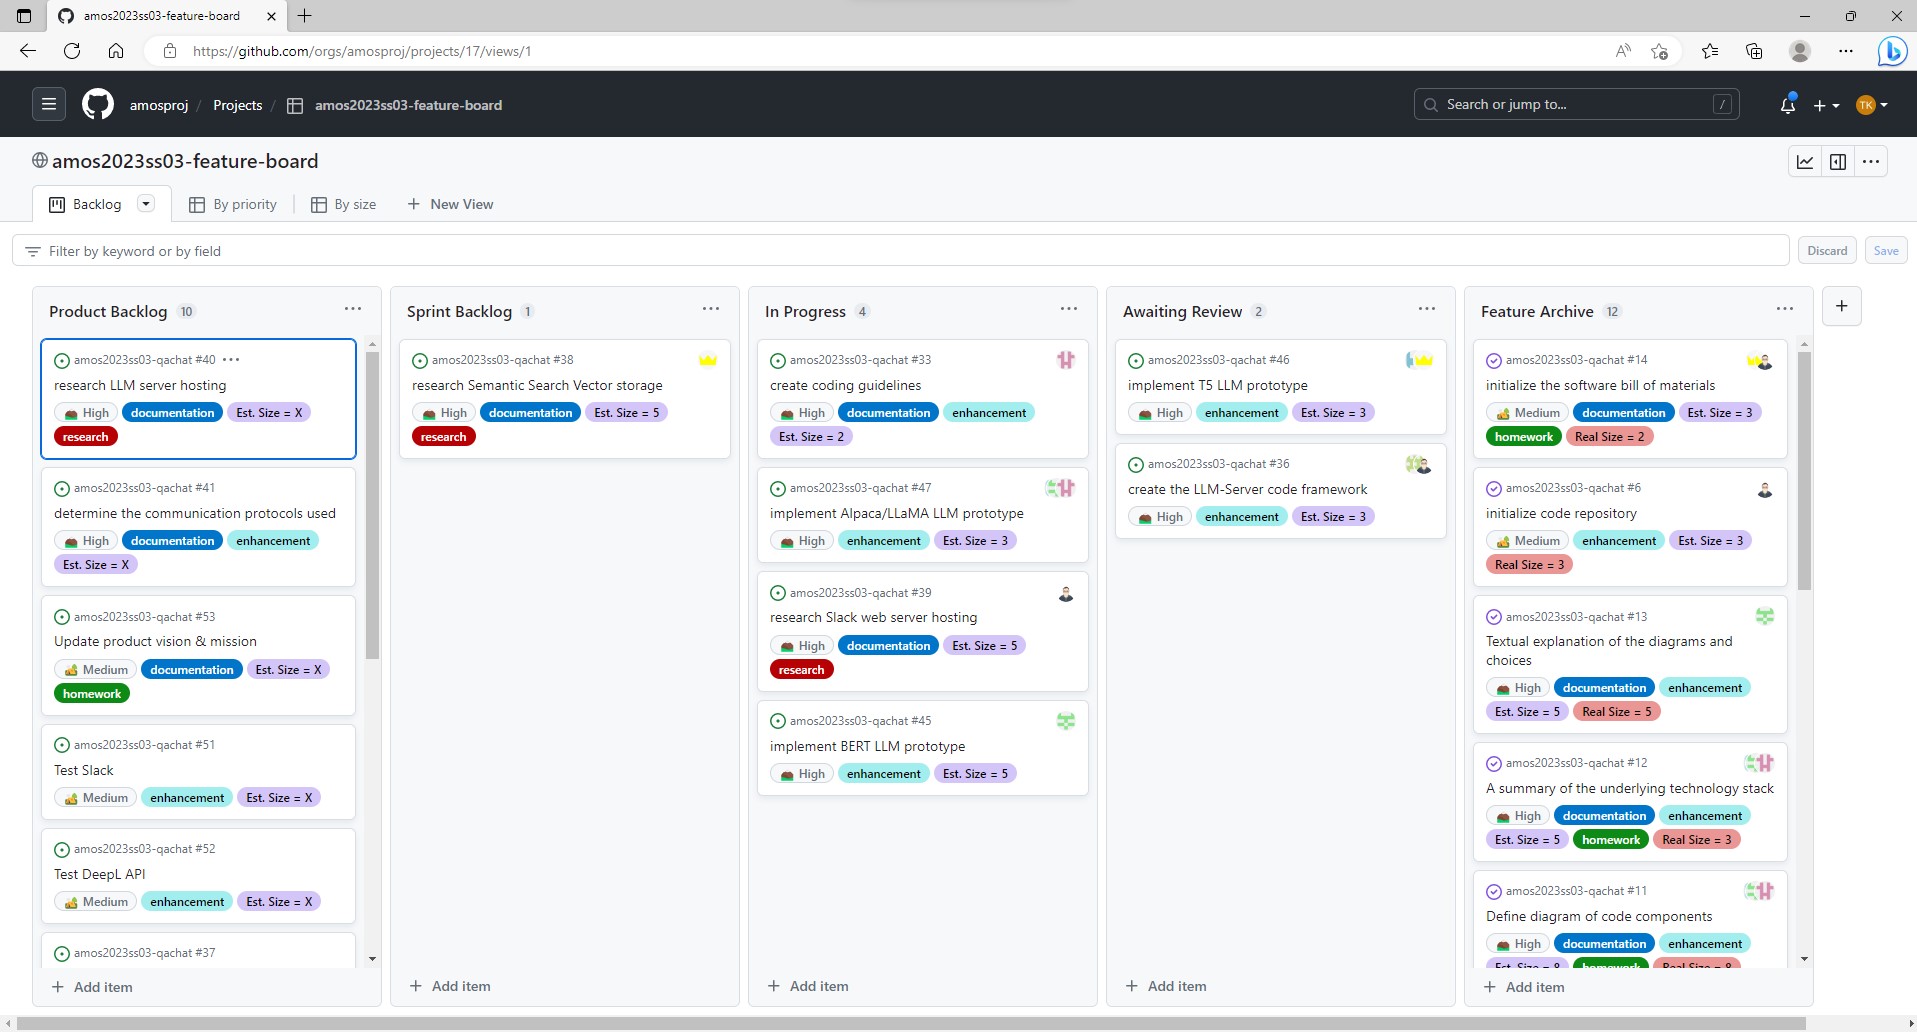 amos2023ss03-feature-board
https://github.com/orgs/amosproj/projects/17/views/1
amosproj / Projects / amos2023ss03-feature-board
Search or jump to...
/
TK
amos2023ss03-feature-board
Backlog
By priority
By size
New View
Filter by keyword or by field
Discard
Save
Product Backlog 10
amos2023ss03-qachat #40
research LLM server hosting
High documentation Est. Size = X
research
amos2023ss03-qachat #41
determine the communication protocols used
High documentation enhancement
Est. Size = X
amos2023ss03-qachat #53
Update product vision & mission
Medium documentation Est. Size = X
homework
amos2023ss03-qachat #51
Test Slack
Medium enhancement Est. Size = X
amos2023ss03-qachat #52
Test DeepL API
Medium enhancement Est. Size = X
amos2023ss03-qachat #37
Add item
Sprint Backlog 1
amos2023ss03-qachat #38
research Semantic Search Vector storage
High documentation Est. Size = 5
research
Add item
In Progress 4
amos2023ss03-qachat #33
create coding guidelines
High documentation enhancement
Est. Size = 2
amos2023ss03-qachat #47
implement Alpaca/LLaMA LLM prototype
High enhancement Est. Size = 3
amos2023ss03-qachat #39
research Slack web server hosting
High documentation Est. Size = 5
research
amos2023ss03-qachat #45
implement BERT LLM prototype
High enhancement Est. Size = 5
Add item
Awaiting Review 2
amos2023ss03-qachat #46
implement T5 LLM prototype
High enhancement Est. Size = 3
amos2023ss03-qachat #36
create the LLM-Server code framework
High enhancement Est. Size = 3
Add item
Feature Archive 12
amos2023ss03-qachat #14
initialize the software bill of materials
Medium documentation Est. Size = 3
homework Real Size = 2
amos2023ss03-qachat #6
initialize code repository
Medium enhancement Est. Size = 3
Real Size = 3
amos2023ss03-qachat #13
Textual explanation of the diagrams and
choices
High documentation enhancement
Est. Size = 5 Real Size = 5
amos2023ss03-qachat #12
A summary of the underlying technology stack
High documentation enhancement
Est. Size = 5 homework Real Size = 3
amos2023ss03-qachat #11
Define diagram of code components
High documentation enhancement
Est. Size = 8 homework Real Size = 8
Add item